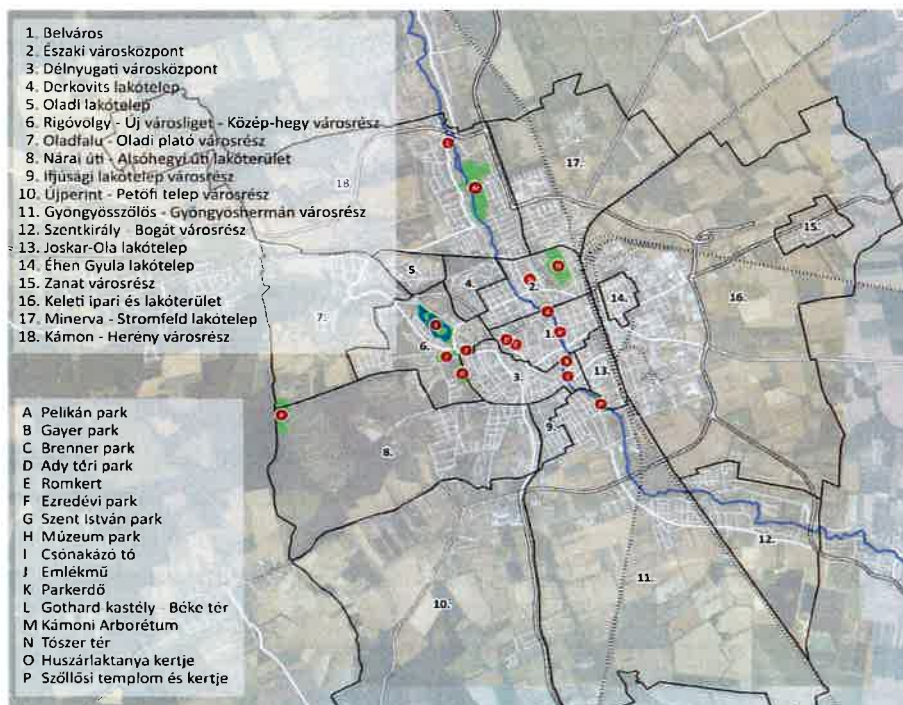 1. Belváros
2. Északi városközpont
3. Délnyugati városközpont
4. Derkovits lakótelep
5. Oladi lakótelep
6. Rigóvölgy - Új városliget - Közép-hegy városrész
7. Oladfalu - Oladi plató városrész
8. Nárai úti - Alsóhegyi úti lakóterület
9. Ifjúsági lakótelep városrész
10. Újperint - Petőfi telep városrész
11. Gyöngyösszőlős - Gyöngyöshermán városrész
12. Szentkirály - Bogát városrész
13. Joskar-Ola lakótelep
14. Éhen Gyula lakótelep
15. Zanat városrész
16. Keleti ipari és lakóterület
17. Minerva - Stromfeld lakótelep
18. Kámon - Herény városrész
A Pelikán park
B Gayer park
C Brenner park
D Ady téri park
E Romkert
F Ezredévi park
G Szent István park
H Múzeum park
I Csónakázó tó
J Emlékmű
K Parkerdő
L Gothard kastély - Béke tér
M Kámoni Arborétum
N Tószer tér
O Huszárlaktanya kertje
P Szőllősi templom és kertje
17.
18.
15.
5.
4.
2.
14.
16.
7.
6.
1.
3.
13.
9.
8.
12.
11.
10.